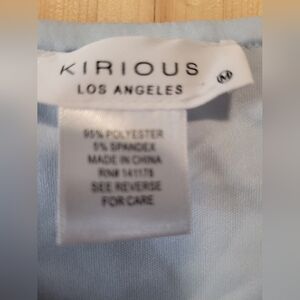 KIRIOUS
LOS ANGELES
M
95% POLYESTER
5% SPANDEX
MADE IN CHINA
RN# 141178
SEE REVERSE
FOR CARE